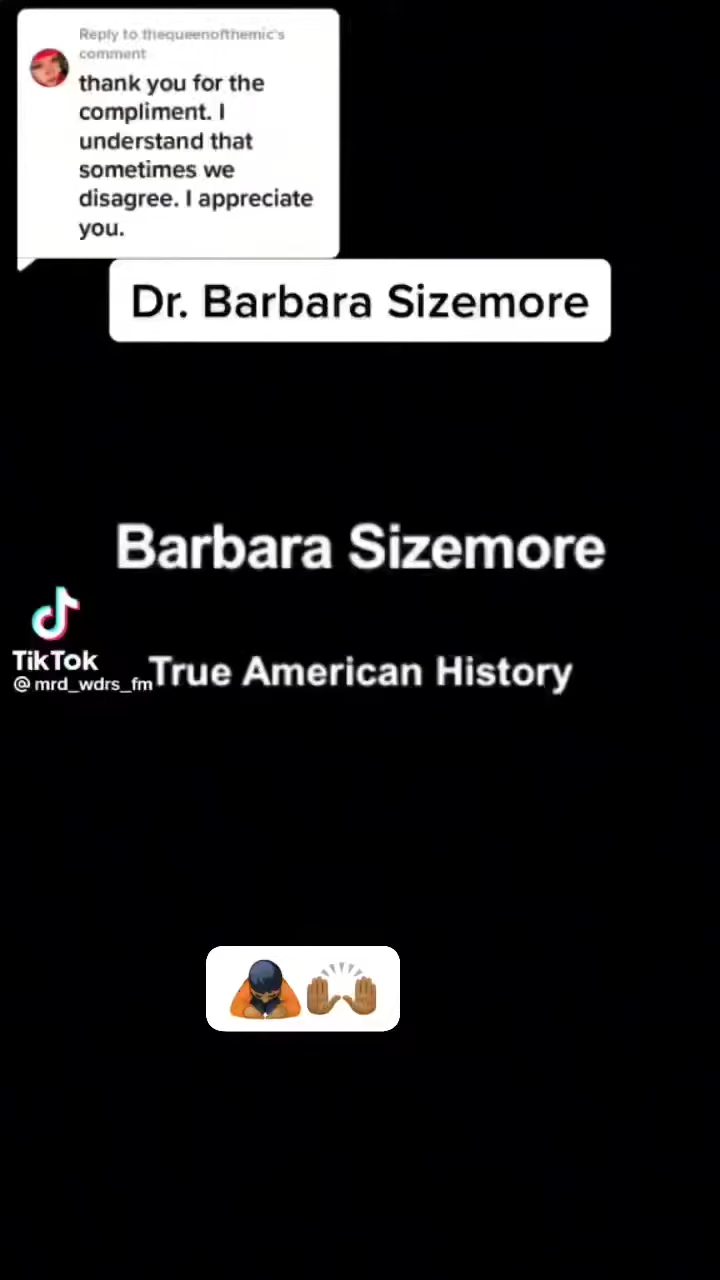 Reply to thequeenofthemic's
comment
thank you for the
compliment. I
understand that
sometimes we
disagree. I appreciate
you.
Dr. Barbara Sizemore
Barbara Sizemore
TikTok
@mrd_wdrs_fm
True American History